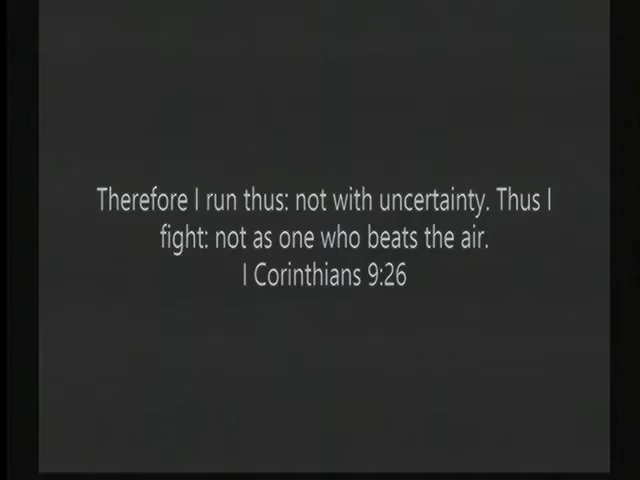 Therefore I run thus: not with uncertainty. Thus I
fight: not as one who beats the air.
I Corinthians 9:26